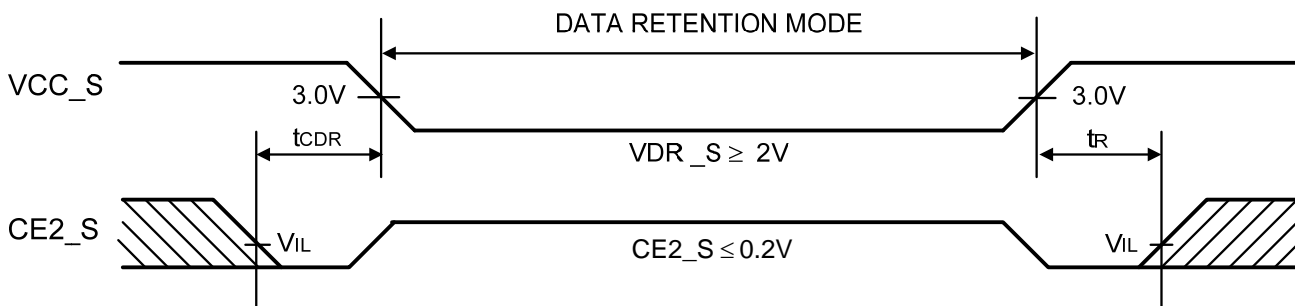 DATA RETENTION MODE
VCC_S
3.0V
3.0V
tCDR
VDR_S ≥ 2V
tR
CE2_S
VIL
CE2_S ≤ 0.2V
VIL